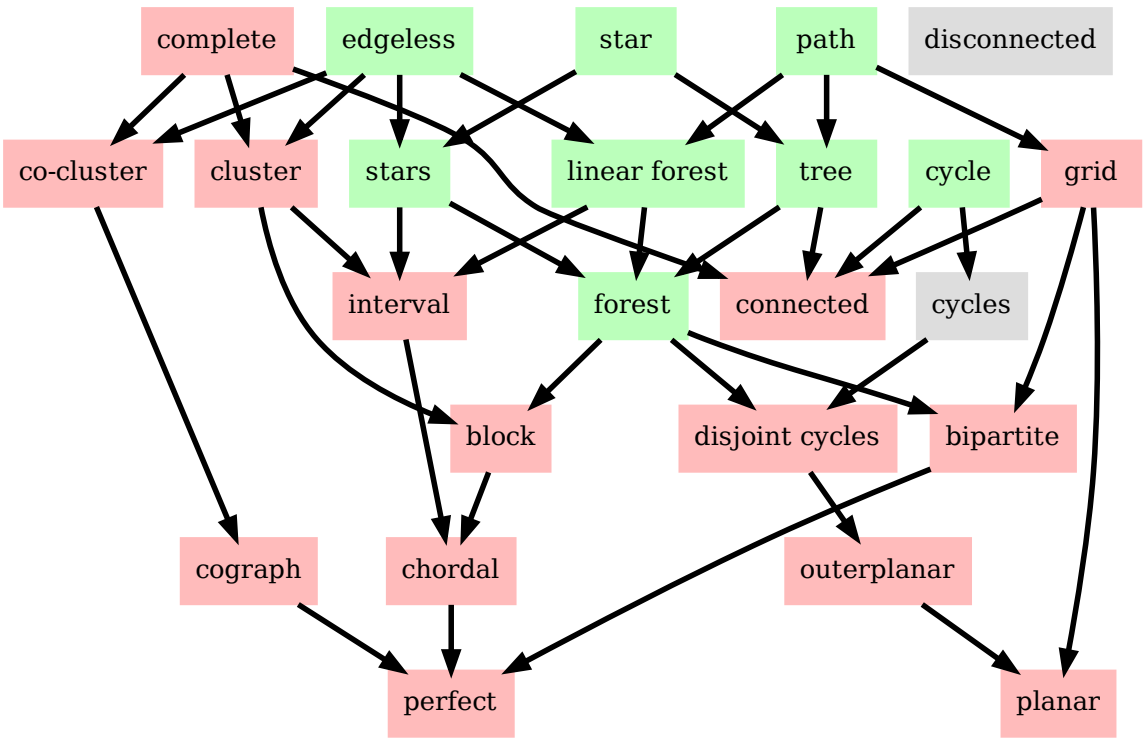 complete
edgeless
star
path
disconnected
co-cluster
cluster
stars
linear forest
tree
cycle
grid
interval
forest
connected
cycles
block
disjoint cycles
bipartite
cograph
chordal
outerplanar
perfect
planar